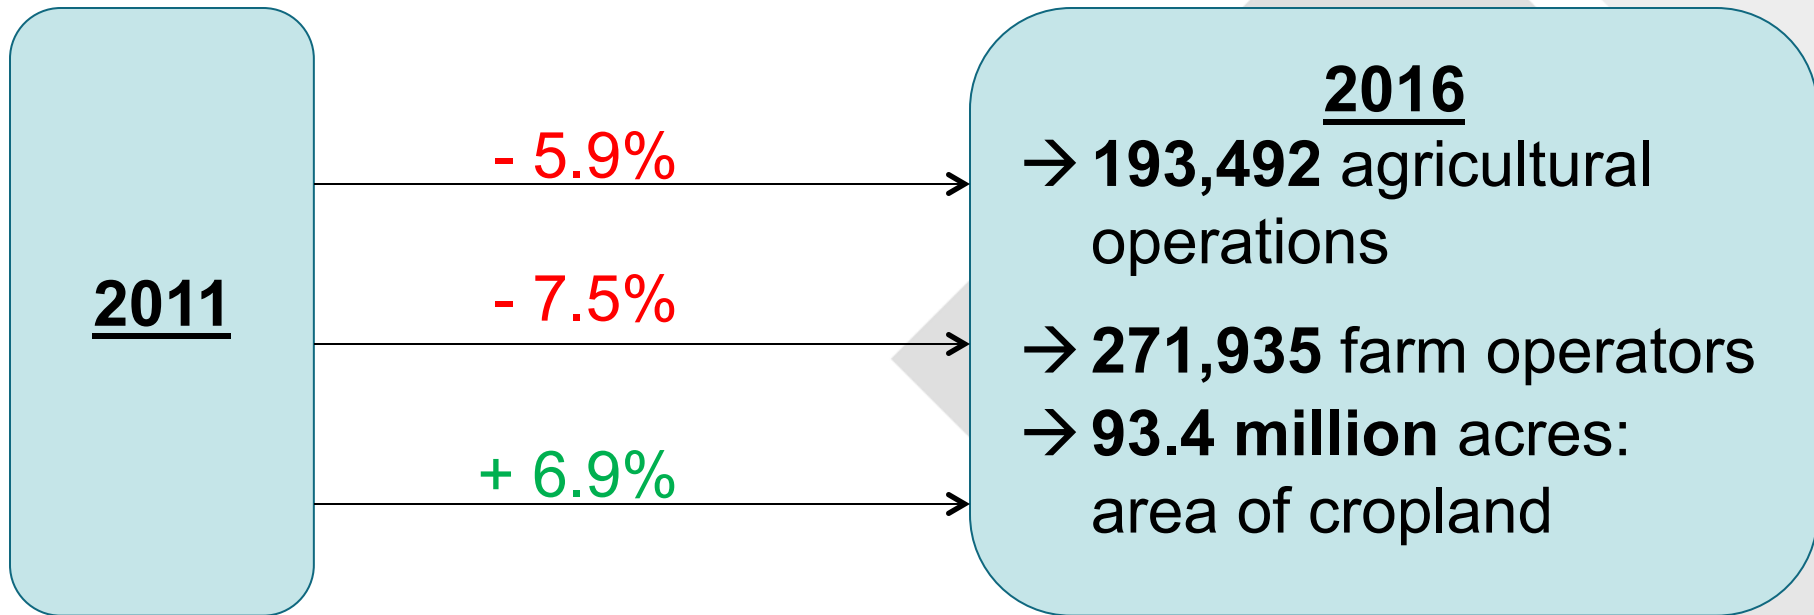 2011
- 5.9%
- 7.5%
+ 6.9%
2016
→ 193,492 agricultural
operations
→ 271,935 farm operators
→ 93.4 million acres:
area of cropland